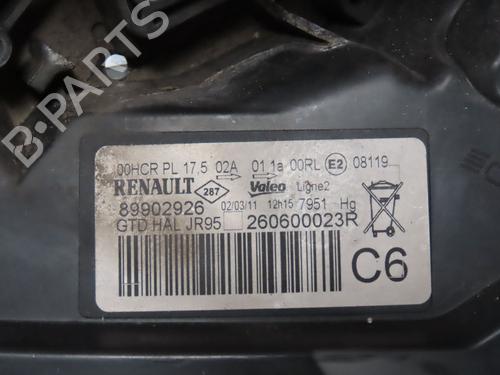 B-PARTS
00HCR PL 17,5 02A 01 1a 00RL E2 08119
RENAULT 287 Valeo Ligne2
89902926 02/03/11 12h15 7951 Hg
GTD HAL JR95 260600023R
C6